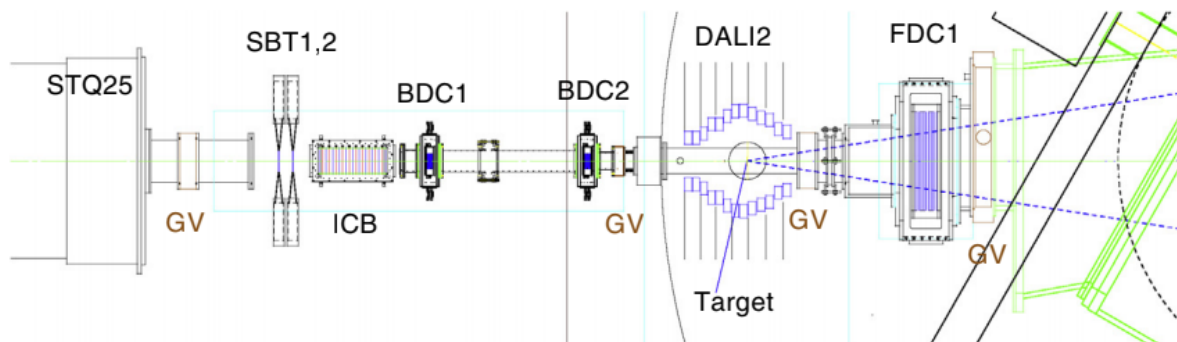 SBT1,2
DALI2
FDC1
STQ25
BDC1
BDC2
GV
ICB
GV
GV
GV
Target